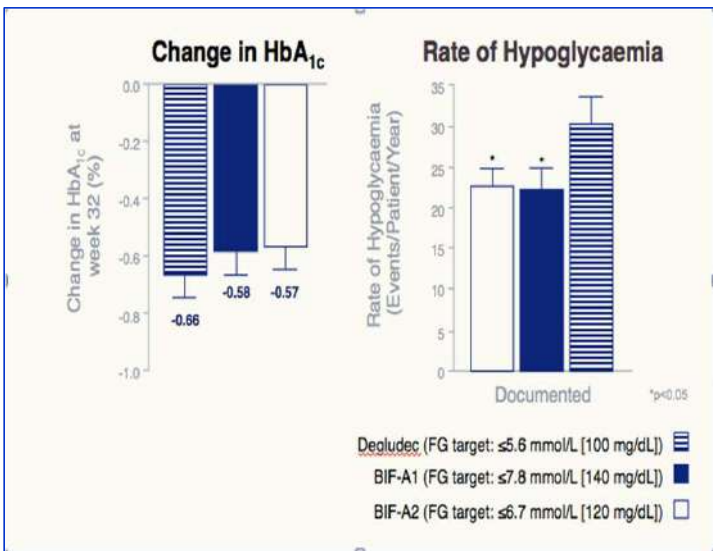 Change in HbA1c
Change in HbA1c at
week 32 (%)
0.0
-0.2
-0.4
-0.6
-0.8
-1.0
-0.66
-0.58
-0.57
Rate of Hypoglycaemia
Rate of Hypoglycaemia
(Events/Patient/Year)
35
30
25
20
15
10
5
0
*
*
Documented
*p<0.05
Degludec (FG target: ≤5.6 mmol/L [100 mg/dL])
BIF-A1 (FG target: ≤7.8 mmol/L [140 mg/dL])
BIF-A2 (FG target: ≤6.7 mmol/L [120 mg/dL])